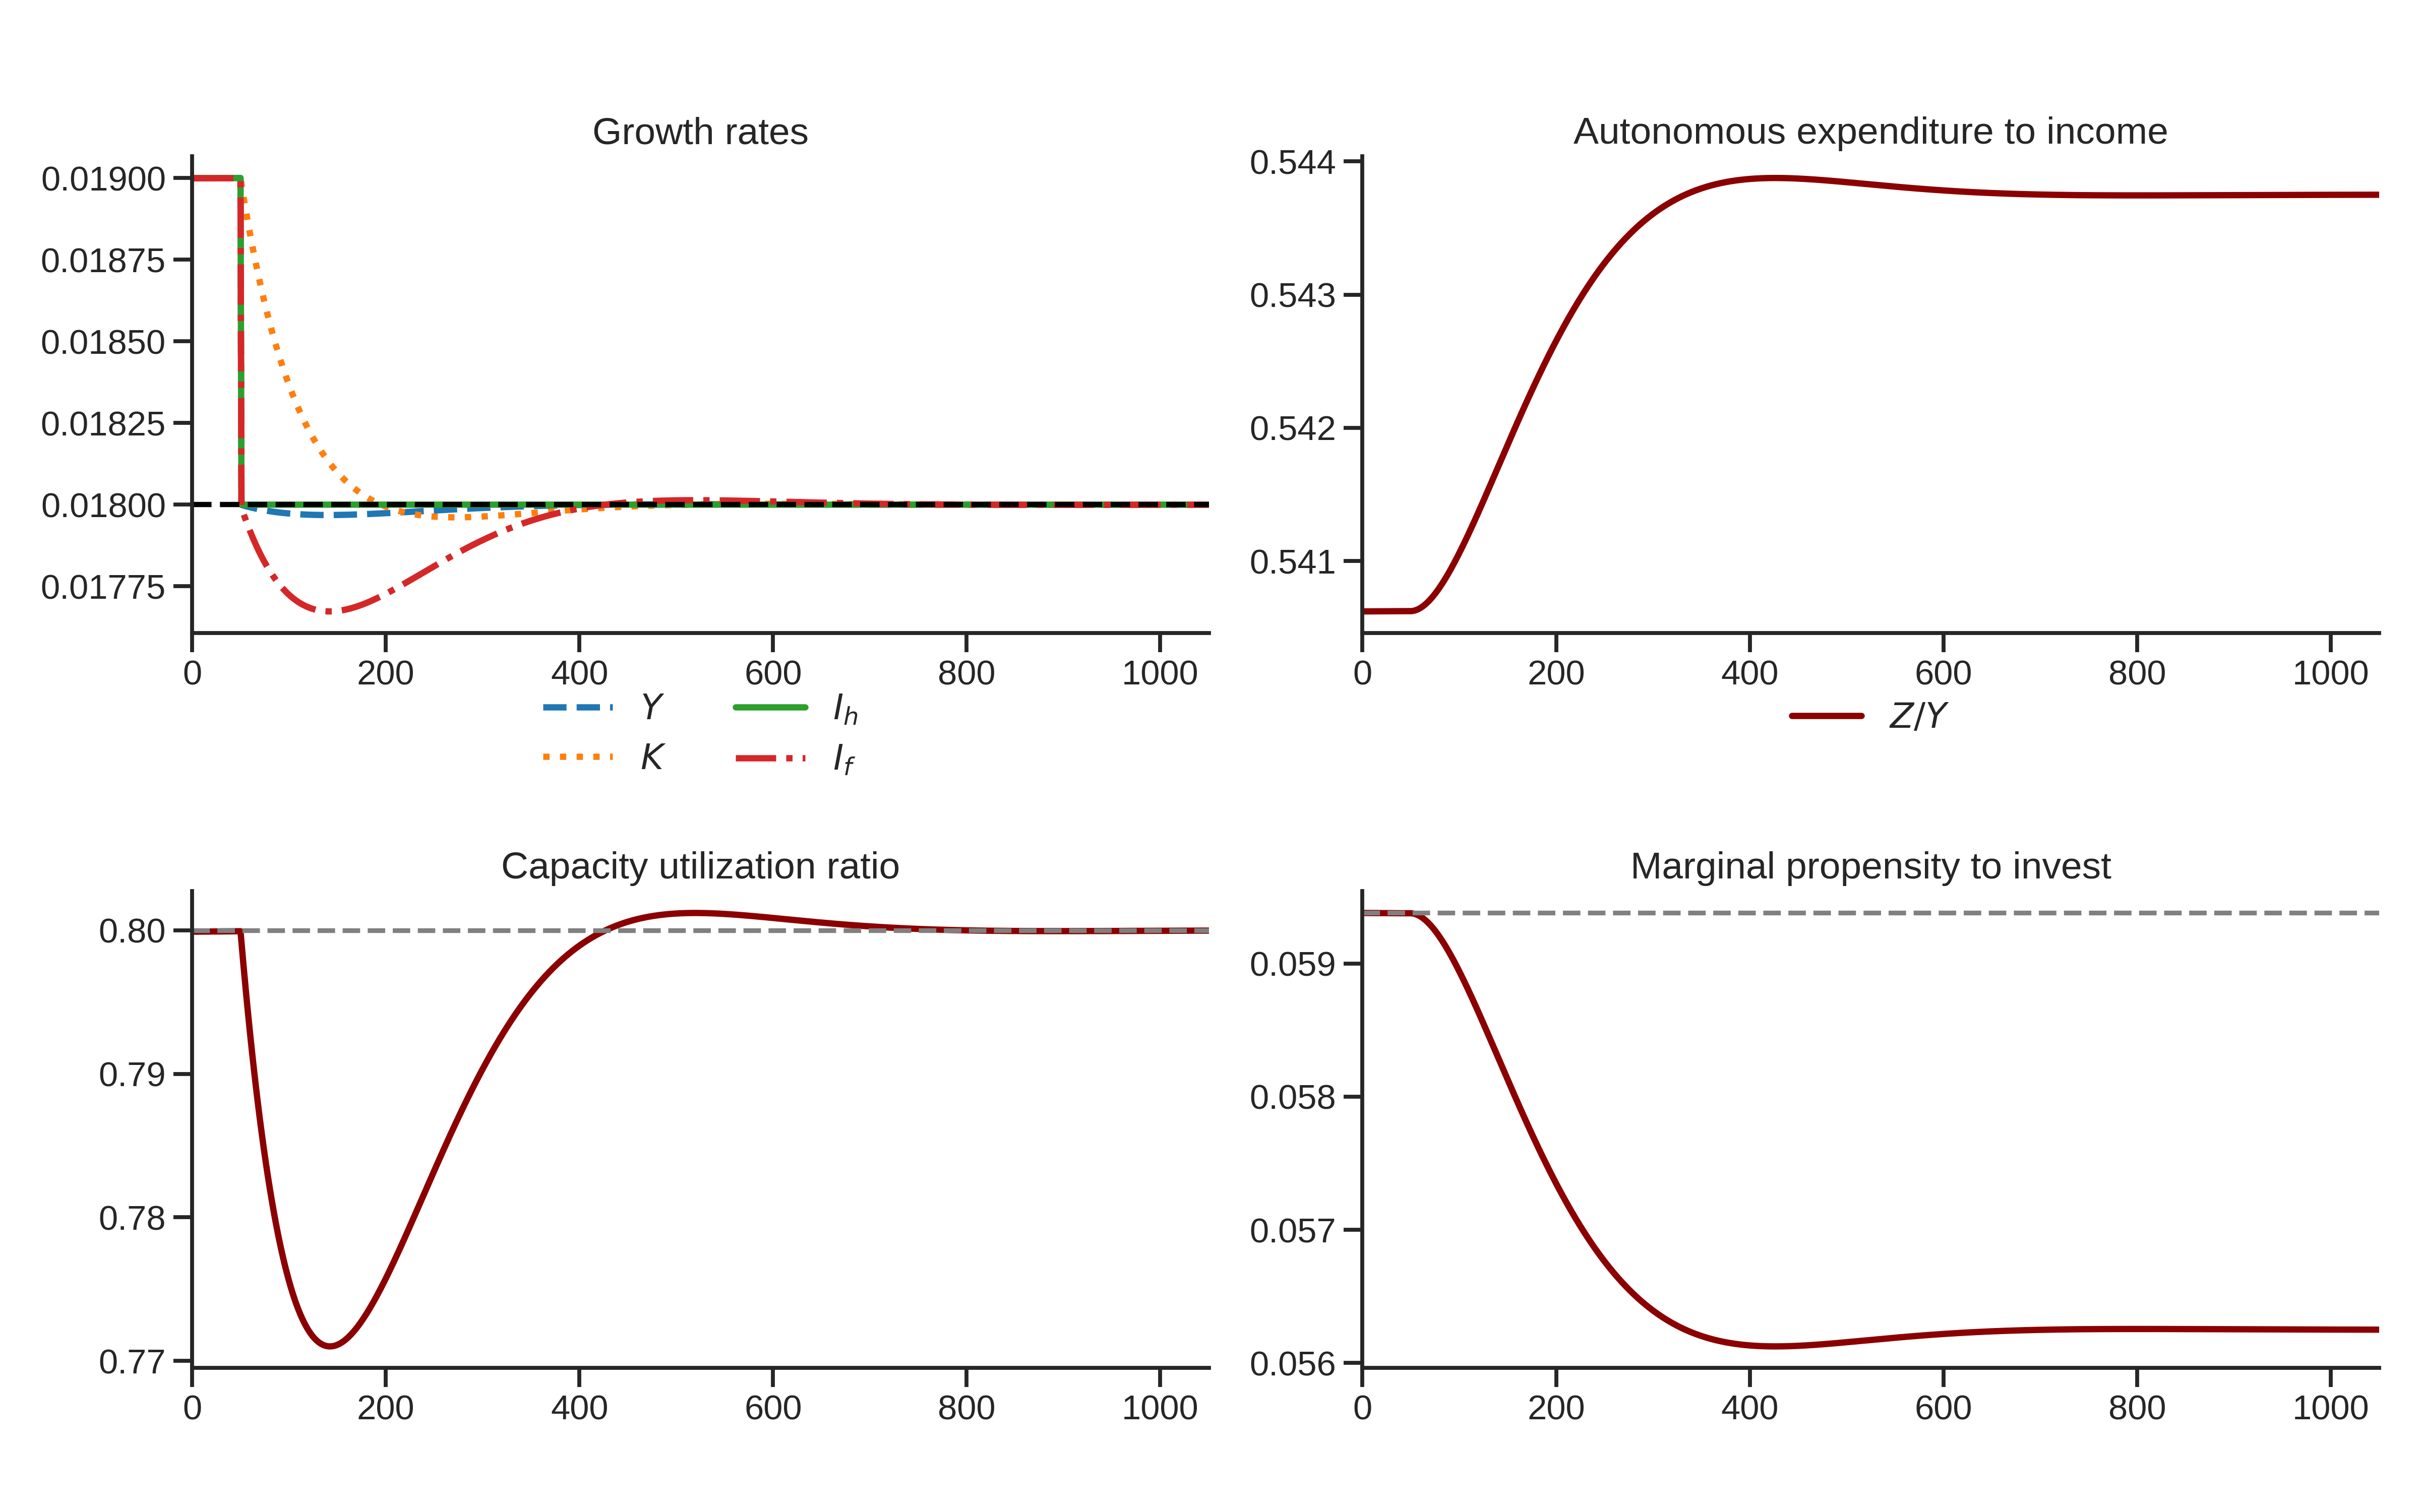 Growth rates
0.01900
0.01875
0.01850
0.01825
0.01800
0.01775
0 200 400 600 800 1000
Y I_h
K I_f
Autonomous expenditure to income
0.544
0.543
0.542
0.541
0 200 400 600 800 1000
Z/Y
Capacity utilization ratio
0.80
0.79
0.78
0.77
0 200 400 600 800 1000
Marginal propensity to invest
0.059
0.058
0.057
0.056
0 200 400 600 800 1000